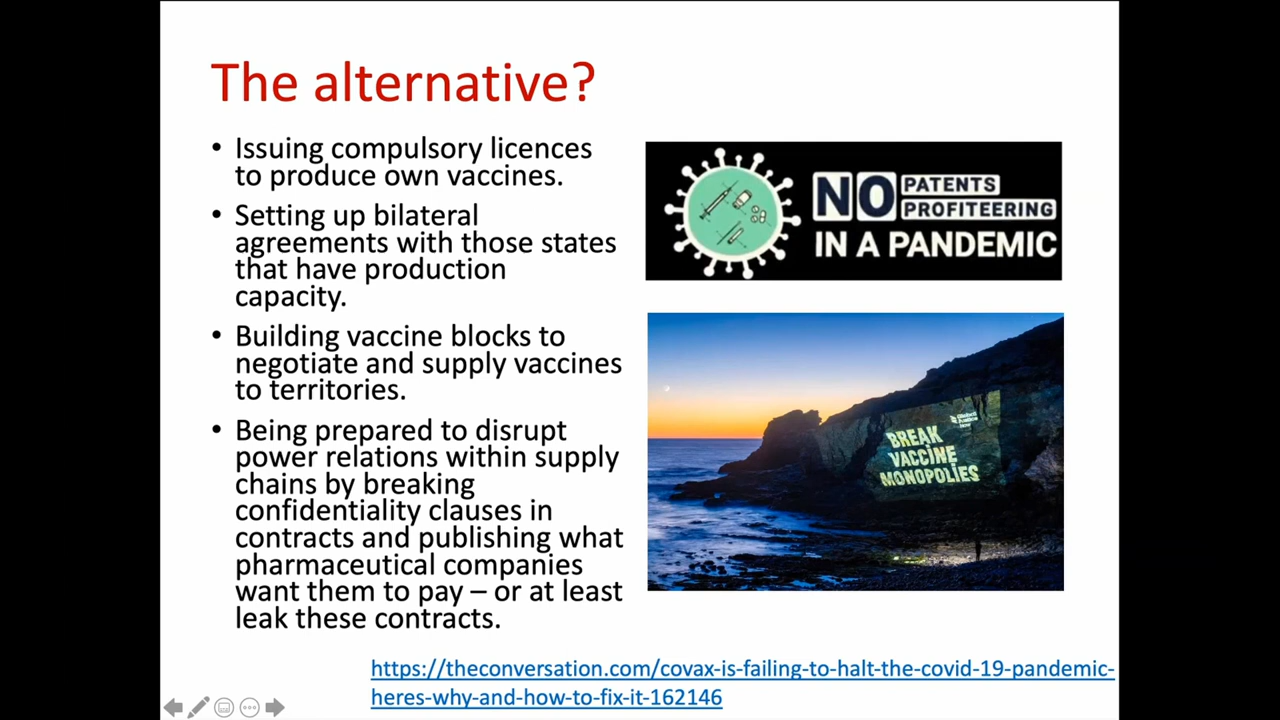 The alternative?
• Issuing compulsory licences
to produce own vaccines.
• Setting up bilateral
agreements with those states
that have production
capacity.
• Building vaccine blocks to
negotiate and supply vaccines
to territories.
• Being prepared to disrupt
power relations within supply
chains by breaking
confidentiality clauses in
contracts and publishing what
pharmaceutical companies
want them to pay – or at least
leak these contracts.
NO PATENTS
PROFITEERING
IN A PANDEMIC
Global
Justice
Now
BREAK
VACCINE
MONOPOLIES
https://theconversation.com/covax-is-failing-to-halt-the-covid-19-pandemic-
heres-why-and-how-to-fix-it-162146